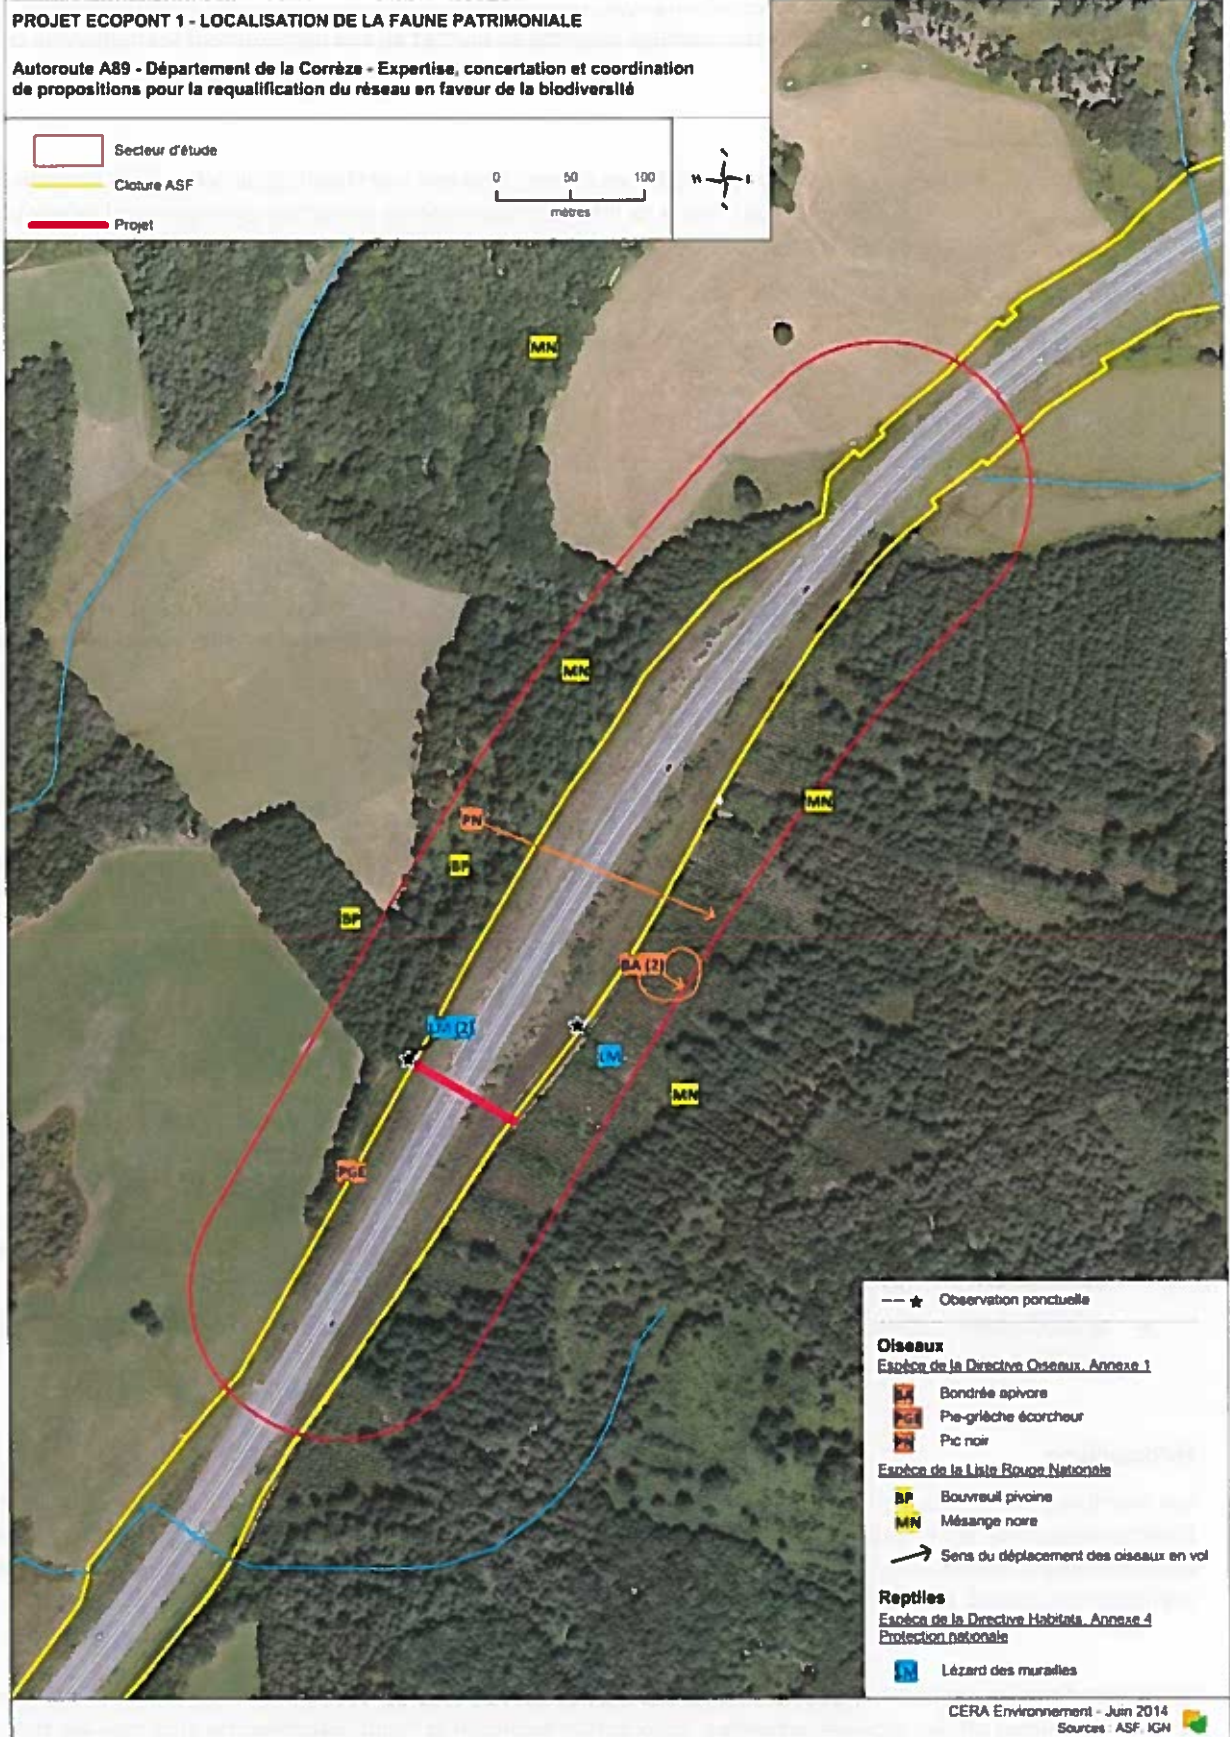 PROJET ECOPONT 1 - LOCALISATION DE LA FAUNE PATRIMONIALE
Autoroute A89 - Département de la Corrèze - Expertise, concertation et coordination
de propositions pour la requalification du réseau en faveur de la biodiversité
Secteur d'étude
Cloture ASF
Projet
0 50 100
mètres
MN
MN
PN
MN
BP
BP
BA (2)
LM (2)
LM
MN
PGE
Observation ponctuelle
Oiseaux
Espèce de la Directive Oiseaux, Annexe 1
BA Bondrée apivore
PGE Pie-grièche écorcheur
PN Pic noir
Espèce de la Liste Rouge Nationale
BP Bouvreuil pivoine
MN Mésange noire
Sens du déplacement des oiseaux en vol
Reptiles
Espèce de la Directive Habitats, Annexe 4
Protection nationale
LM Lézard des murailles
CERA Environnement - Juin 2014
Sources : ASF, IGN